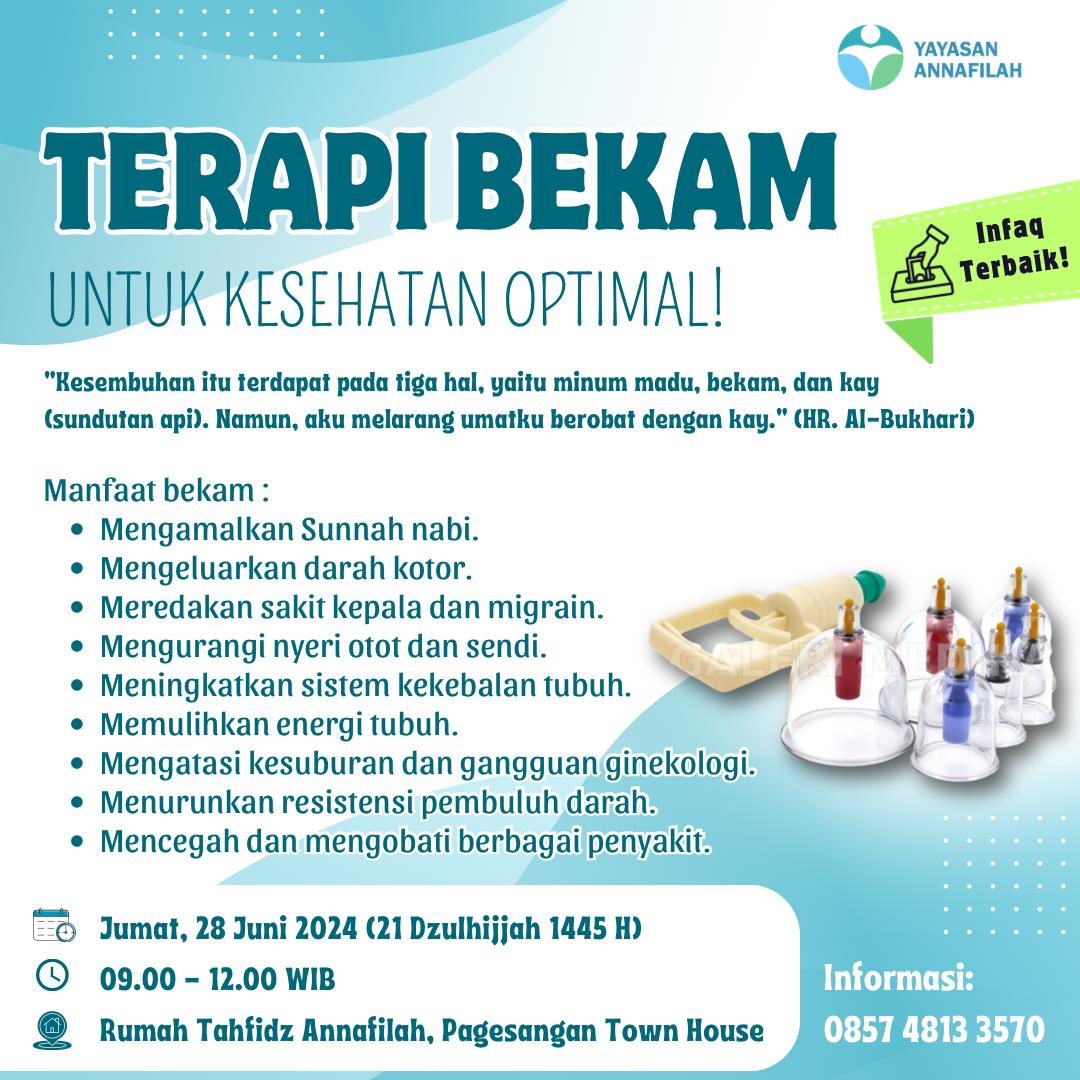 YAYASAN
ANNAFILAH
TERAPI BEKAM
Infaq
Terbaik!
UNTUK KESEHATAN OPTIMAL!
"Kesembuhan itu terdapat pada tiga hal, yaitu minum madu, bekam, dan kay
(sundutan api). Namun, aku melarang umatku berobat dengan kay." (HR. Al-Bukhari)
Manfaat bekam :
• Mengamalkan Sunnah nabi.
• Mengeluarkan darah kotor.
• Meredakan sakit kepala dan migrain.
• Mengurangi nyeri otot dan sendi.
• Meningkatkan sistem kekebalan tubuh.
• Memulihkan energi tubuh.
• Mengatasi kesuburan dan gangguan ginekologi.
• Menurunkan resistensi pembuluh darah.
• Mencegah dan mengobati berbagai penyakit.
GALERI MEDIKA
Jumat, 28 Juni 2024 (21 Dzulhijjah 1445 H)
09.00 - 12.00 WIB
Rumah Tahfidz Annafilah, Pagesangan Town House
Informasi:
0857 4813 3570